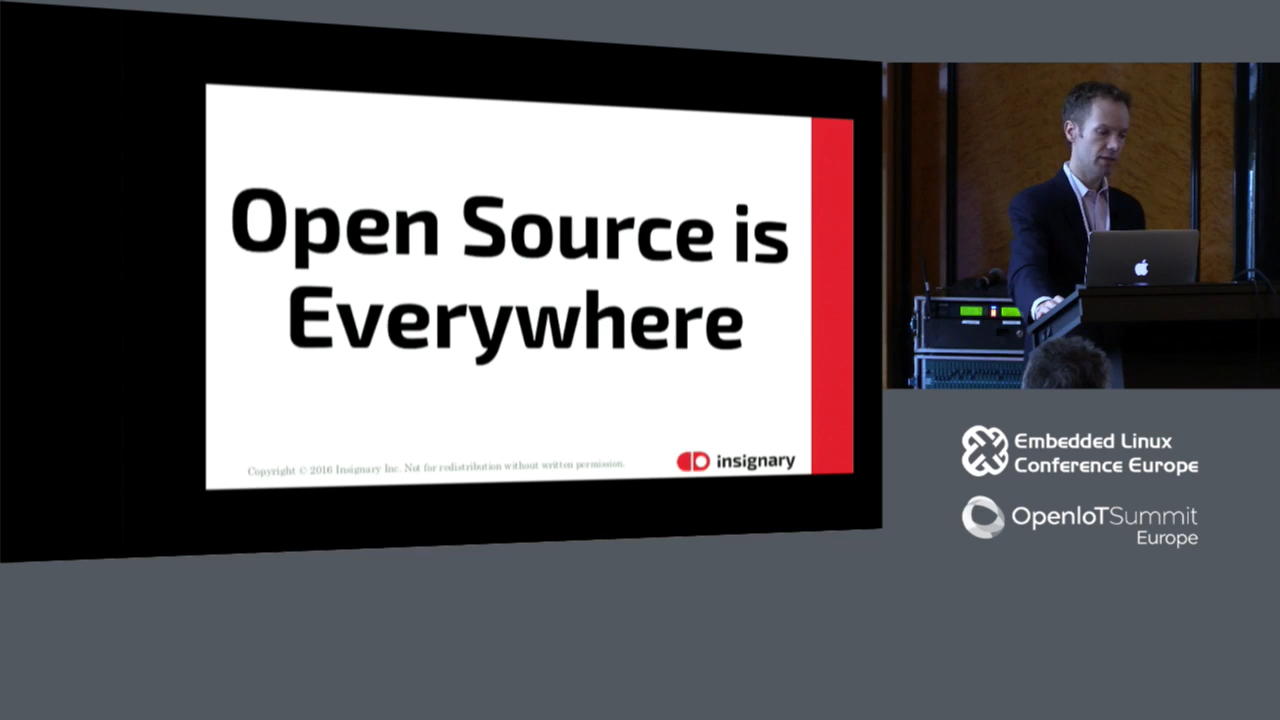 Open Source is
Everywhere
Copyright © 2016 Insignary Inc. Not for redistribution without written permission.
insignary
Embedded Linux
Conference Europe
OpenIoTSummit
Europe